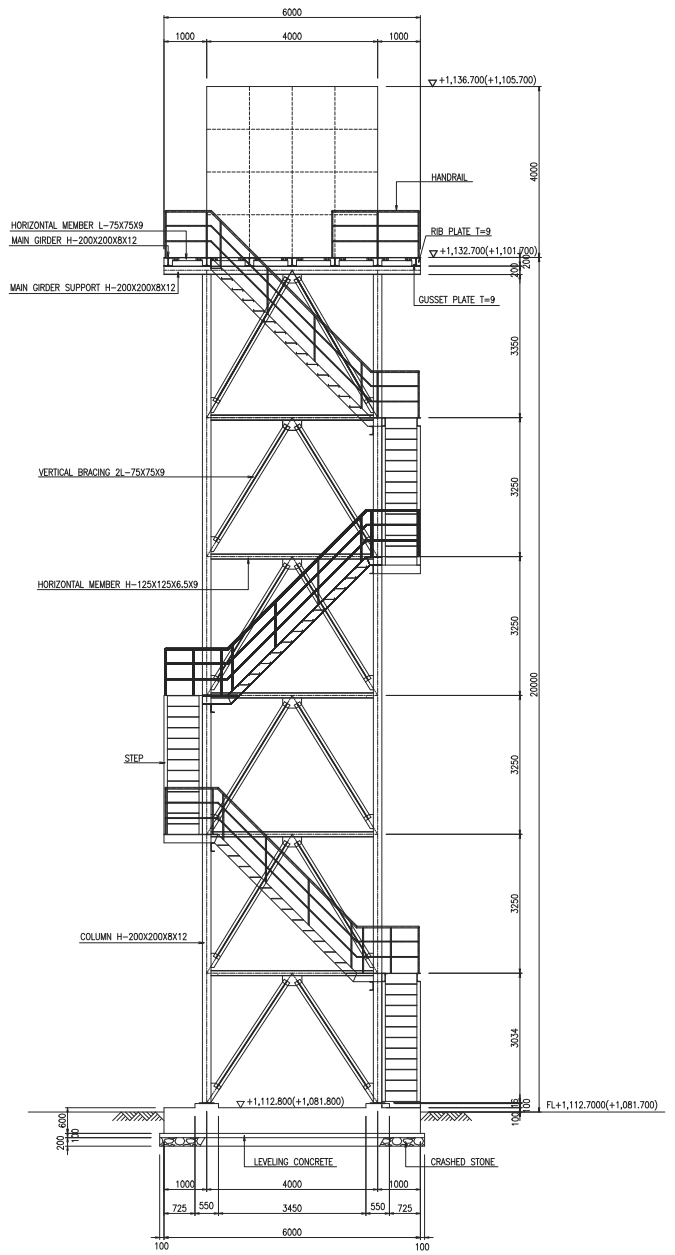 6000
1000
4000
1000
+1,136.700(+1,105.700)
4000
HANDRAIL
HORIZONTAL MEMBER L-75X75X9
RIB PLATE T=9
MAIN GIRDER H-200X200X8X12
+1,132.700(+1,101.700)
200
200
MAIN GIRDER SUPPORT H-200X200X8X12
GUSSET PLATE T=9
3350
VERTICAL BRACING 2L-75X75X9
3250
HORIZONTAL MEMBER H-125X125X6.5X9
3250
20000
STEP
3250
3250
COLUMN H-200X200X8X12
3034
+1,112.800(+1,081.800)
16
100
100
FL+1,112.7000(+1,081.700)
600
100
200
LEVELING CONCRETE
CRASHED STONE
1000
4000
1000
725
550
3450
550
725
6000
100
100